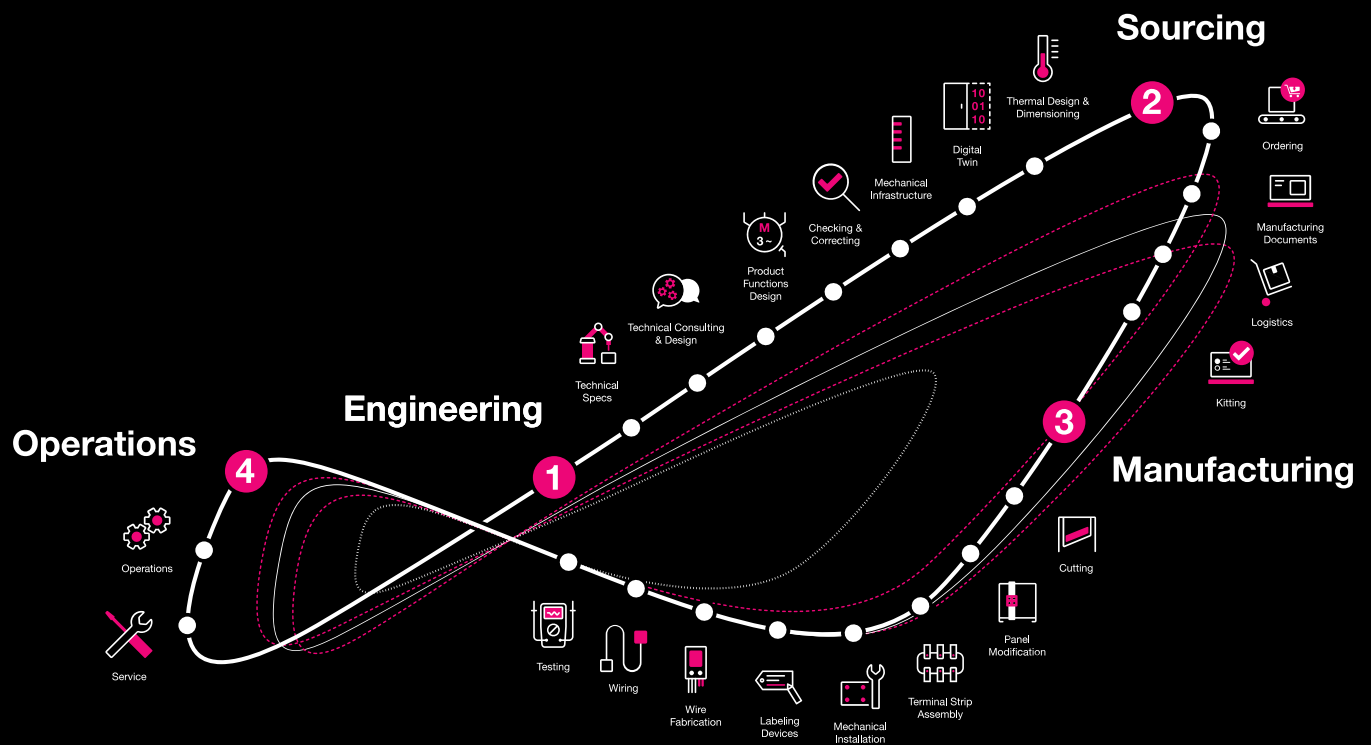 Sourcing
2
10
01
10
Thermal Design &
Dimensioning
Digital
Twin
Ordering
Mechanical
Infrastructure
Checking &
Correcting
Manufacturing
Documents
M
3~
Product
Functions
Design
Technical Consulting
& Design
Logistics
Technical
Specs
Kitting
Engineering
1
3
Operations
4
Manufacturing
Operations
Cutting
Service
Testing
Wiring
Wire
Fabrication
Labeling
Devices
Mechanical
Installation
Terminal Strip
Assembly
Panel
Modification